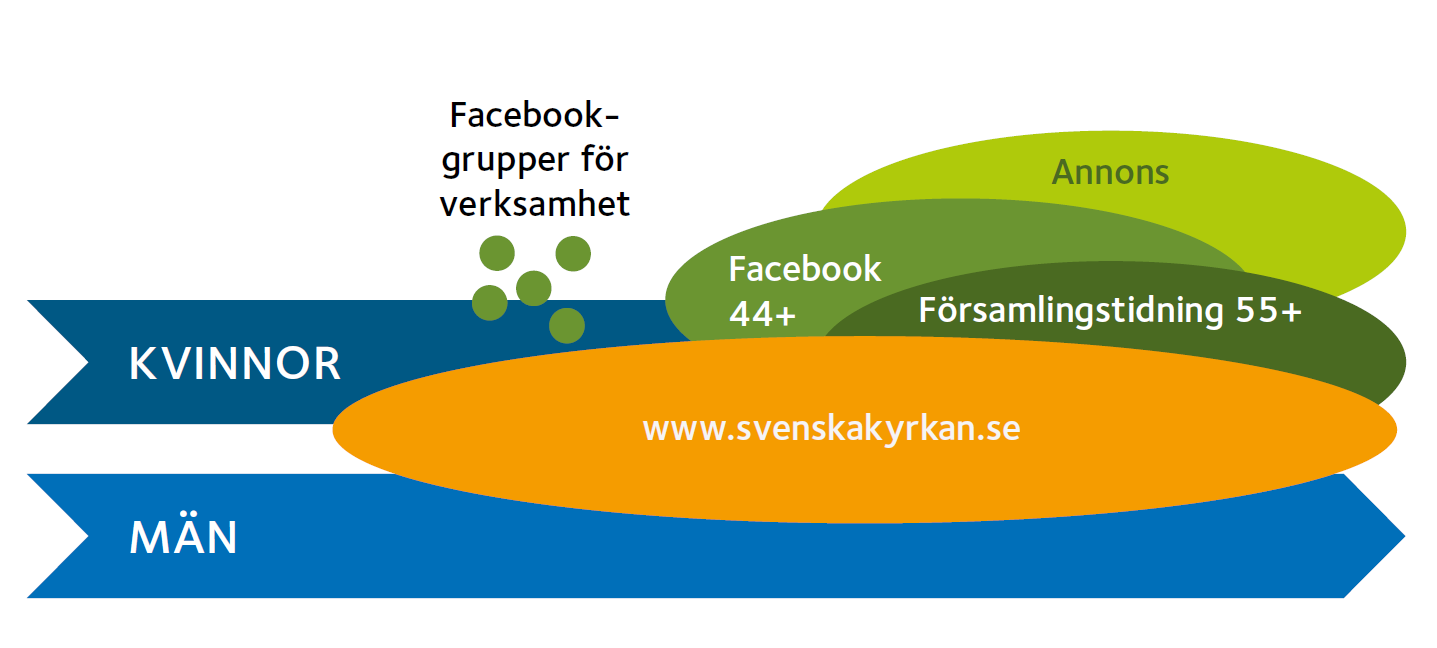 Facebook-
grupper för
verksamhet
Annons
Facebook
44+
Församlingstidning 55+
KVINNOR
www.svenskakyrkan.se
MÄN